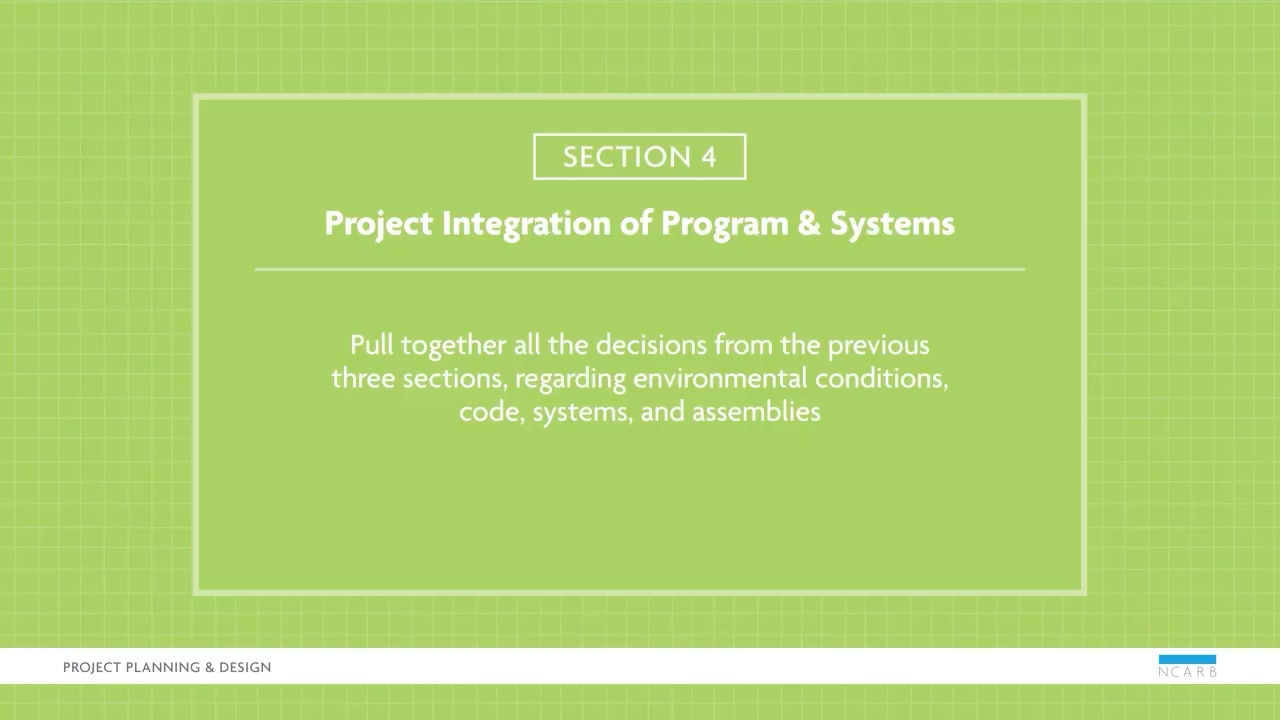 SECTION 4
Project Integration of Program & Systems
Pull together all the decisions from the previous
three sections, regarding environmental conditions,
code, systems, and assemblies
PROJECT PLANNING & DESIGN
NCARB